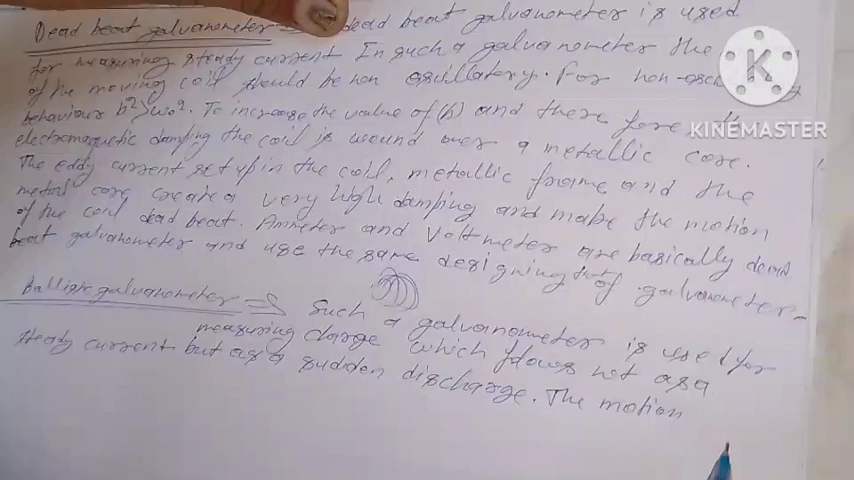 Dead beat galvanometer → dead beat galvanometer is used
for measuring steady current In such a galvanometer the
of the moving coil should be non oscillatory. For non-
behaviour b²>ω₀². To increase the value of (b) and there fore
electromagnetic damping the coil is wound over a metallic core.
The eddy current set up in the coil, metallic frame and the
metal core create a very high damping and make the motion
of the coil dead beat. Ammeter and Voltmeter are basically dead
beat galvanometer and use the same designing that of galvanometer-
Ballisic galvanometer ⇒ Such a galvanometer is used for
measuring charge which flows not as a
steady current but as a sudden discharge. The motion
K
KINEMASTER